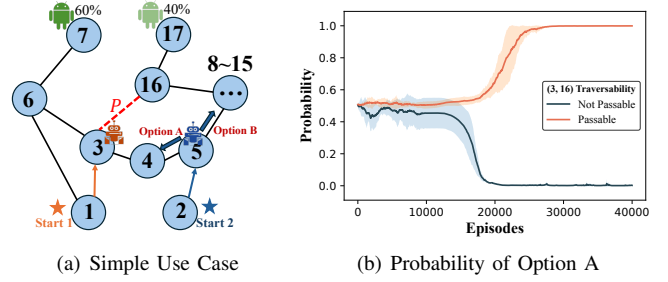 60%
40%
7
17
8~15
16
...
6
P
Option A
Option B
3
4
5
1
2
Start 1
Start 2
(a) Simple Use Case
Probability
1.0
0.8
0.6
0.4
0.2
0.0
(3, 16) Traversability
Not Passable
Passable
0
10000
20000
30000
40000
Episodes
(b) Probability of Option A